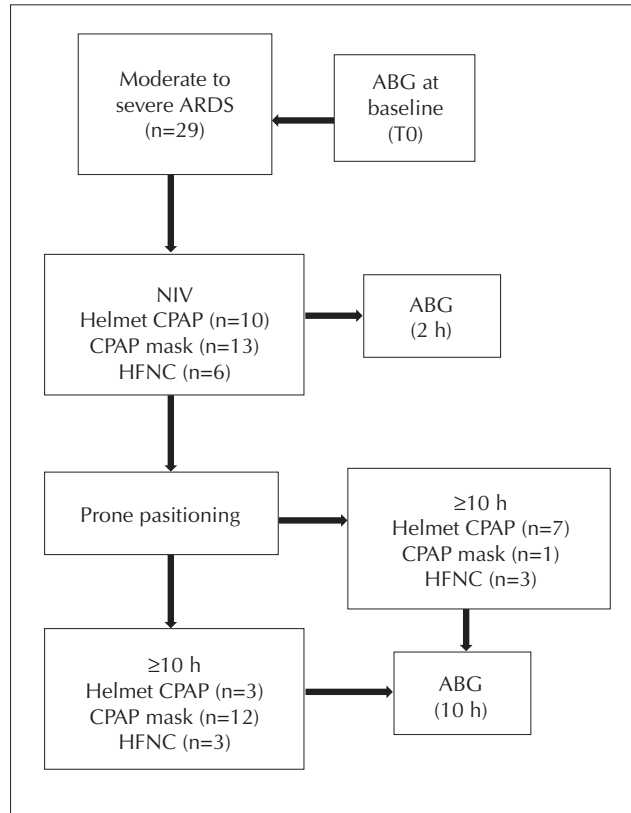 Moderate to
severe ARDS
(n=29)
ABG at
baseline
(T0)
NIV
Helmet CPAP (n=10)
CPAP mask (n=13)
HFNC (n=6)
ABG
(2 h)
Prone pasitioning
≥10 h
Helmet CPAP (n=7)
CPAP mask (n=1)
HFNC (n=3)
≥10 h
Helmet CPAP (n=3)
CPAP mask (n=12)
HFNC (n=3)
ABG
(10 h)